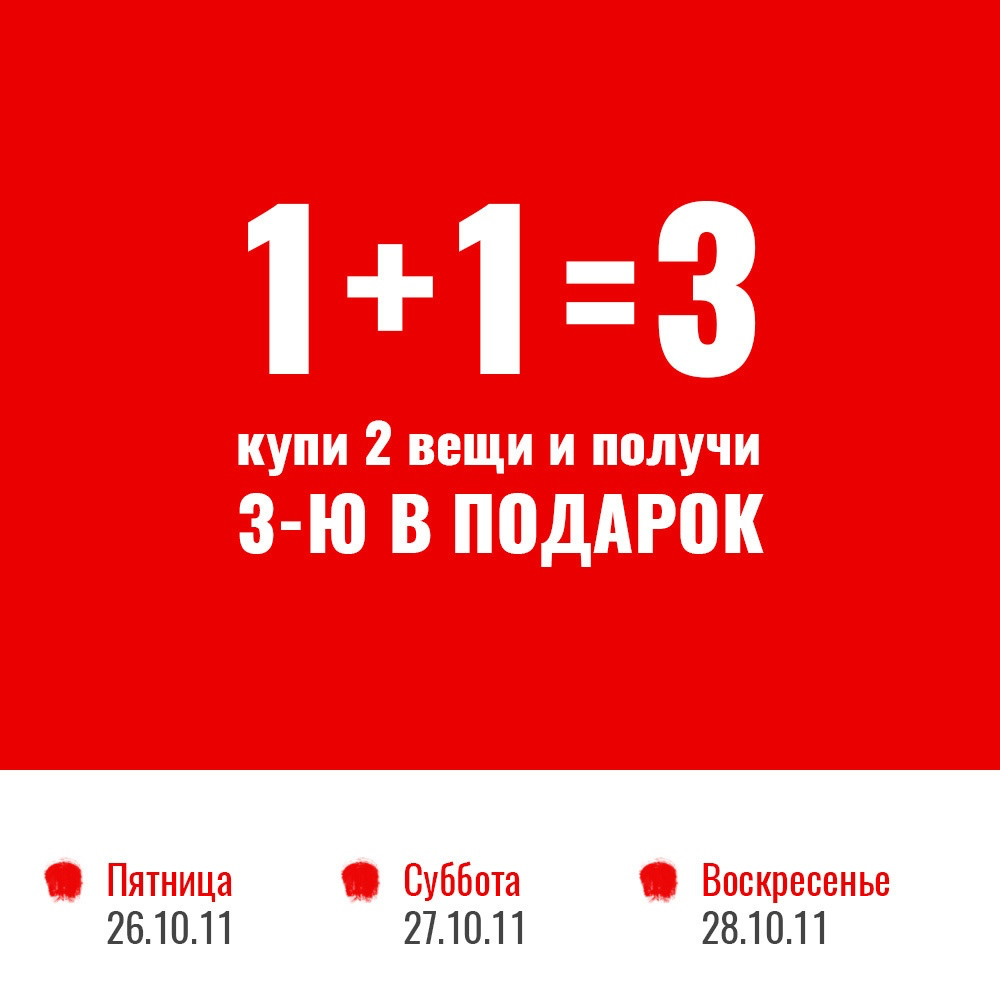 1+1=3
купи 2 вещи и получи
3-Ю В ПОДАРОК
Пятница
26.10.11
Суббота
27.10.11
Воскресенье
28.10.11